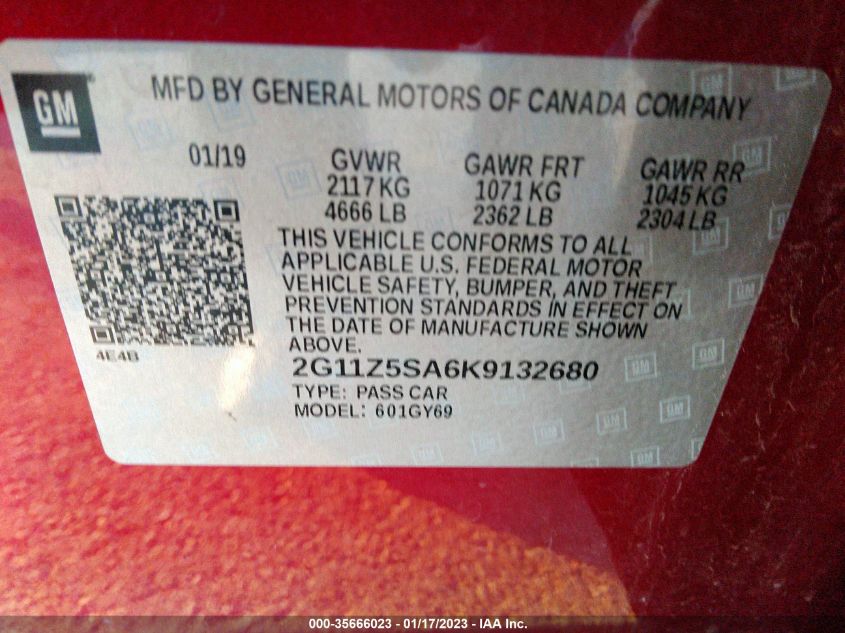 GM
MFD BY GENERAL MOTORS OF CANADA COMPANY
01/19 GVWR GAWR FRT GAWR RR
2117 KG 1071 KG 1045 KG
4666 LB 2362 LB 2304 LB
THIS VEHICLE CONFORMS TO ALL
APPLICABLE U.S. FEDERAL MOTOR
VEHICLE SAFETY, BUMPER, AND THEFT
PREVENTION STANDARDS IN EFFECT ON
THE DATE OF MANUFACTURE SHOWN
ABOVE.
4E4B
2G11Z5SA6K9132680
TYPE: PASS CAR
MODEL: 601GY69
000-35666023 - 01/17/2023 - IAA Inc.